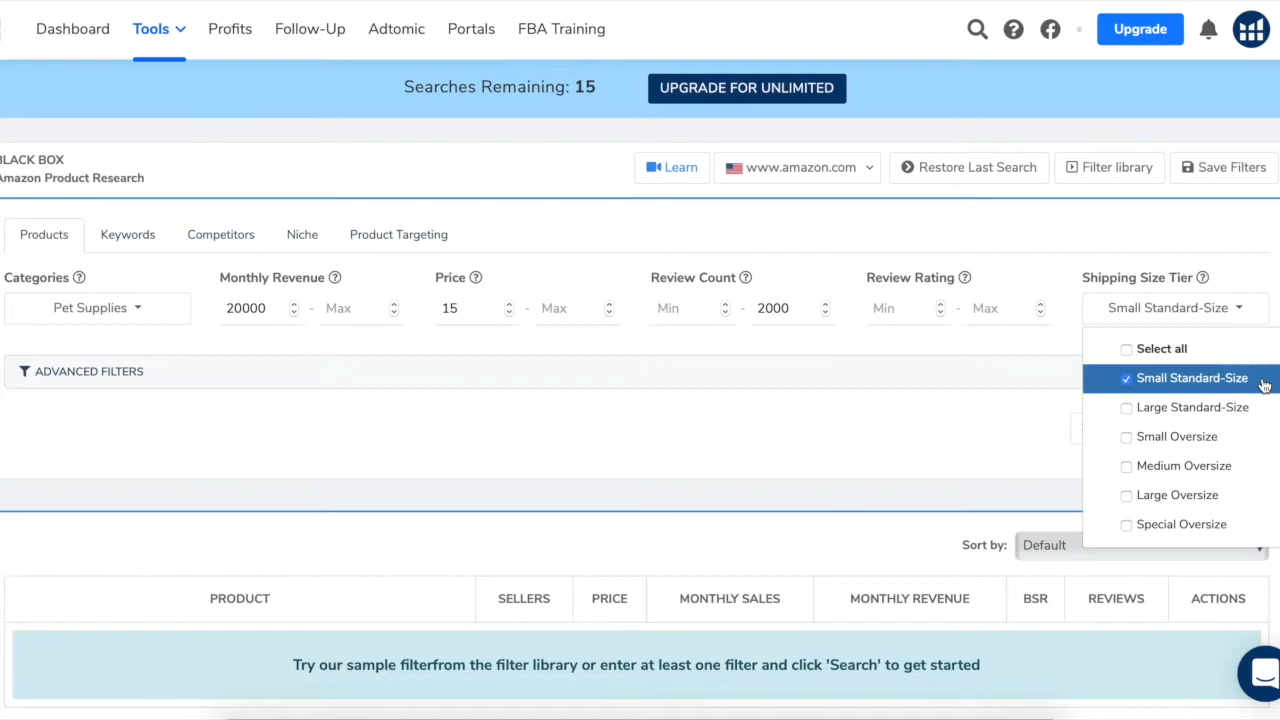 Dashboard Tools Profits Follow-Up Adtomic Portals FBA Training Upgrade
Searches Remaining: 15 UPGRADE FOR UNLIMITED
BLACK BOX
Amazon Product Research
Learn www.amazon.com Restore Last Search Filter library Save Filters
Products Keywords Competitors Niche Product Targeting
Categories Monthly Revenue Price Review Count Review Rating Shipping Size Tier
Pet Supplies 20000 - Max 15 - Max Min - 2000 Min - Max Small Standard-Size
Select all
ADVANCED FILTERS
Small Standard-Size
Large Standard-Size
Small Oversize
Medium Oversize
Large Oversize
Special Oversize
Sort by: Default
PRODUCT SELLERS PRICE MONTHLY SALES MONTHLY REVENUE BSR REVIEWS ACTIONS
Try our sample filterfrom the filter library or enter at least one filter and click 'Search' to get started